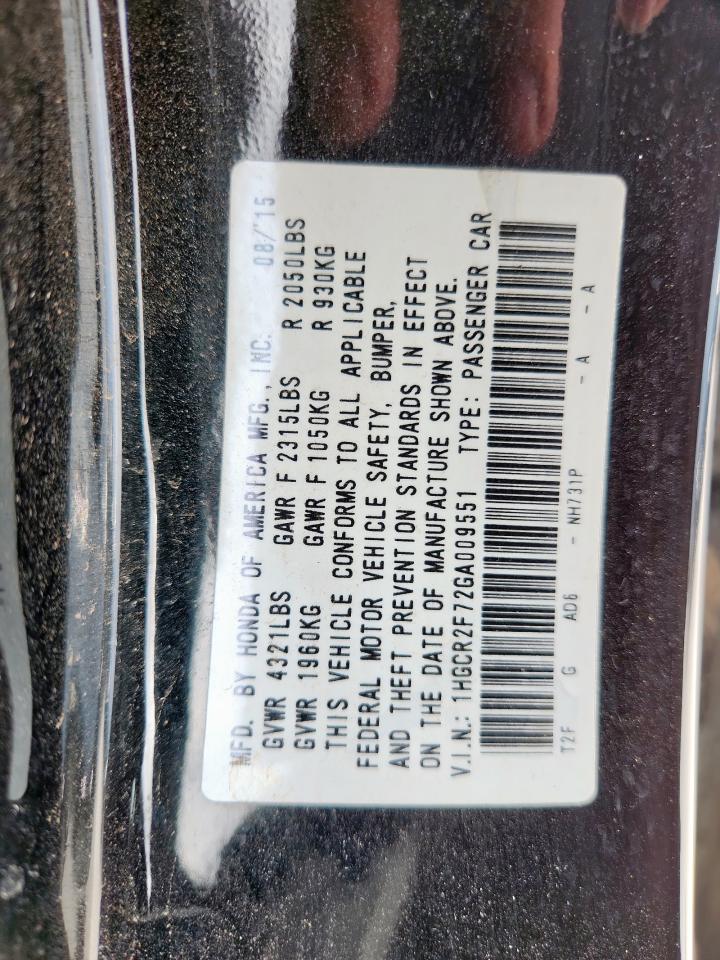 MFD. BY HONDA OF AMERICA MFG., INC. 08/'15
GVWR 4321LBS GAWR F 2315LBS R 2050LBS
GVWR 1960KG GAWR F 1050KG R 930KG
THIS VEHICLE CONFORMS TO ALL APPLICABLE
FEDERAL MOTOR VEHICLE SAFETY, BUMPER,
AND THEFT PREVENTION STANDARDS IN EFFECT
ON THE DATE OF MANUFACTURE SHOWN ABOVE.
V.I.N.: 1HGCR2F72GA009551 TYPE: PASSENGER CAR
T2F G AD6 - NH731P - A - A